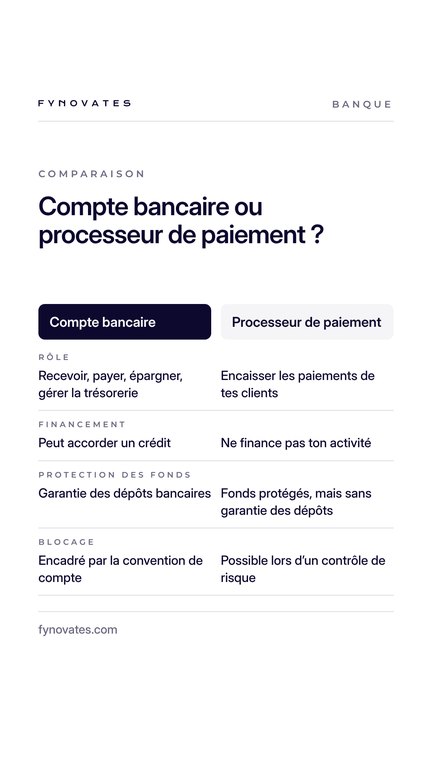 FYNOVATES
BANQUE
COMPARAISON
Compte bancaire ou
processeur de paiement ?
Compte bancaire
Processeur de paiement
RÔLE
Recevoir, payer, épargner,
gérer la trésorerie
Encaisser les paiements de
tes clients
FINANCEMENT
Peut accorder un crédit
Ne finance pas ton activité
PROTECTION DES FONDS
Garantie des dépôts bancaires
Fonds protégés, mais sans
garantie des dépôts
BLOCAGE
Encadré par la convention de
compte
Possible lors d’un contrôle de
risque
fynovates.com